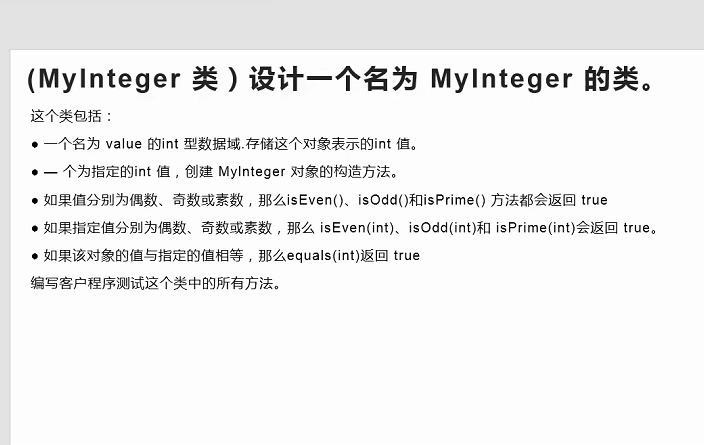 (MyInteger 类）设计一个名为 MyInteger 的类。
这个类包括：
● 一个名为 value 的int 型数据域.存储这个对象表示的int 值。
● — 个为指定的int 值，创建 MyInteger 对象的构造方法。
● 如果值分别为偶数、奇数或素数，那么isEven()、isOdd()和isPrime() 方法都会返回 true
● 如果指定值分别为偶数、奇数或素数，那么 isEven(int)、isOdd(int)和 isPrime(int)会返回 true。
● 如果该对象的值与指定的值相等，那么equals(int)返回 true
编写客户程序测试这个类中的所有方法。